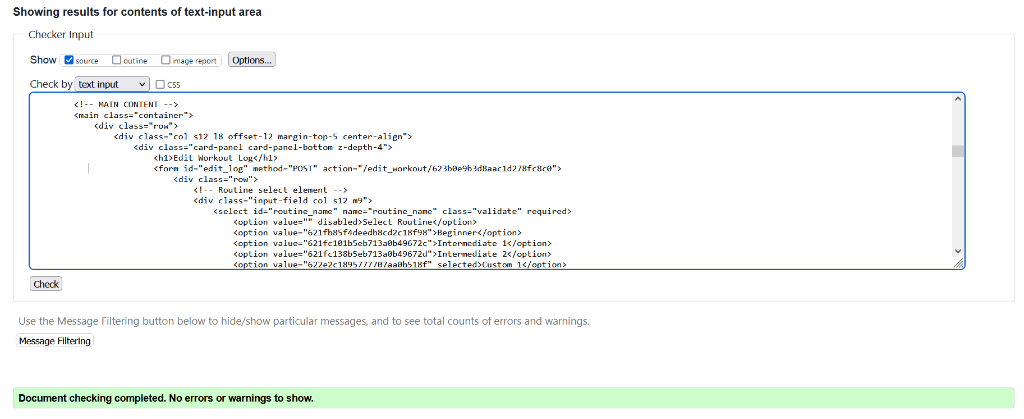 Showing results for contents of text-input area
Checker Input
Show source outline image report Options...
Check by text input css
<!-- MAIN CONTENT -->
<main class="container">
<div class="row">
<div class="col s12 l8 offset-l2 margin-top-5 center-align">
<div class="card-panel card-panel-bottom z-depth-4">
<h1>Edit Workout Log</h1>
<form id="edit_log" method="POST" action="/edit_workout/623b0e9b3d8aac1d278fc8c0">
<div class="row">
<!-- Routine select element -->
<div class="input-field col s12 m9">
<select id="routine_name" name="routine_name" class="validate" required>
<option value="" disabled>Select Routine</option>
<option value="621fb85f4deedb8cd2c18f98">Beginner</option>
<option value="621fc101b5eb713a0b49672c">Intermediate 1</option>
<option value="621fc138b5eb713a0b49672d">Intermediate 2</option>
<option value="622e2c1895777707aa0b518f" selected>Custom 1</option>
Check
Use the Message Filtering button below to hide/show particular messages, and to see total counts of errors and warnings.
Message Filtering
Document checking completed. No errors or warnings to show.